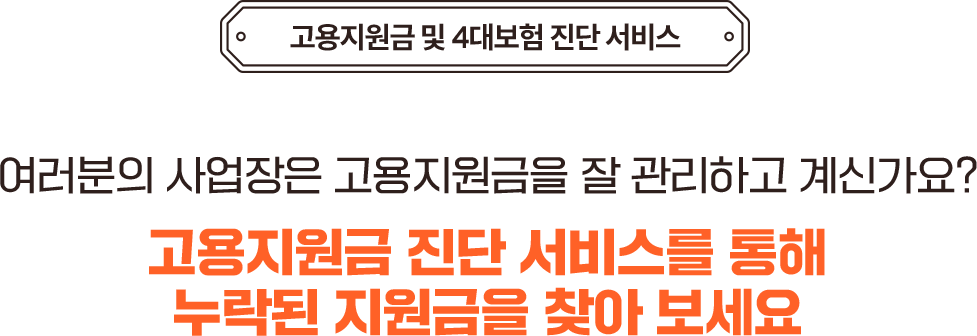 고용지원금 및 4대보험 진단 서비스
여러분의 사업장은 고용지원금을 잘 관리하고 계신가요?
고용지원금 진단 서비스를 통해
누락된 지원금을 찾아 보세요